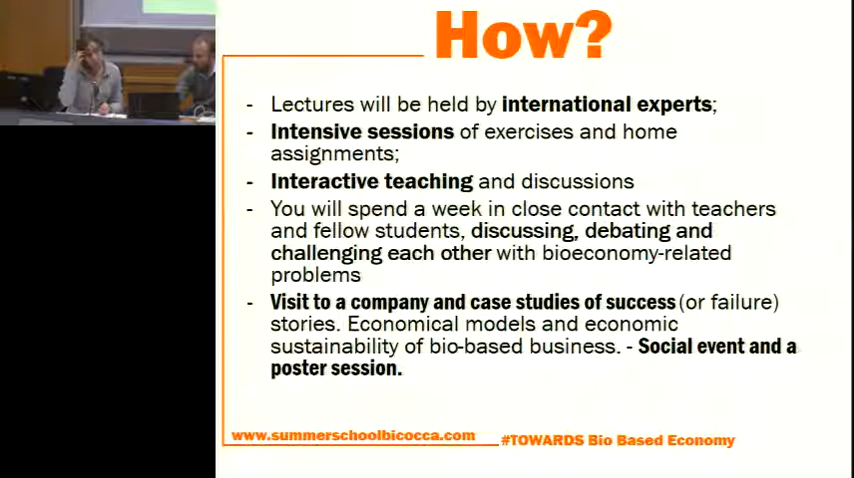 How?
- Lectures will be held by international experts;
- Intensive sessions of exercises and home
assignments;
- Interactive teaching and discussions
- You will spend a week in close contact with teachers
and fellow students, discussing, debating and
challenging each other with bioeconomy-related
problems
- Visit to a company and case studies of success (or failure)
stories. Economical models and economic
sustainability of bio-based business. - Social event and a
poster session.
www.summerschoolbicocca.com
#TOWARDS Bio Based Economy